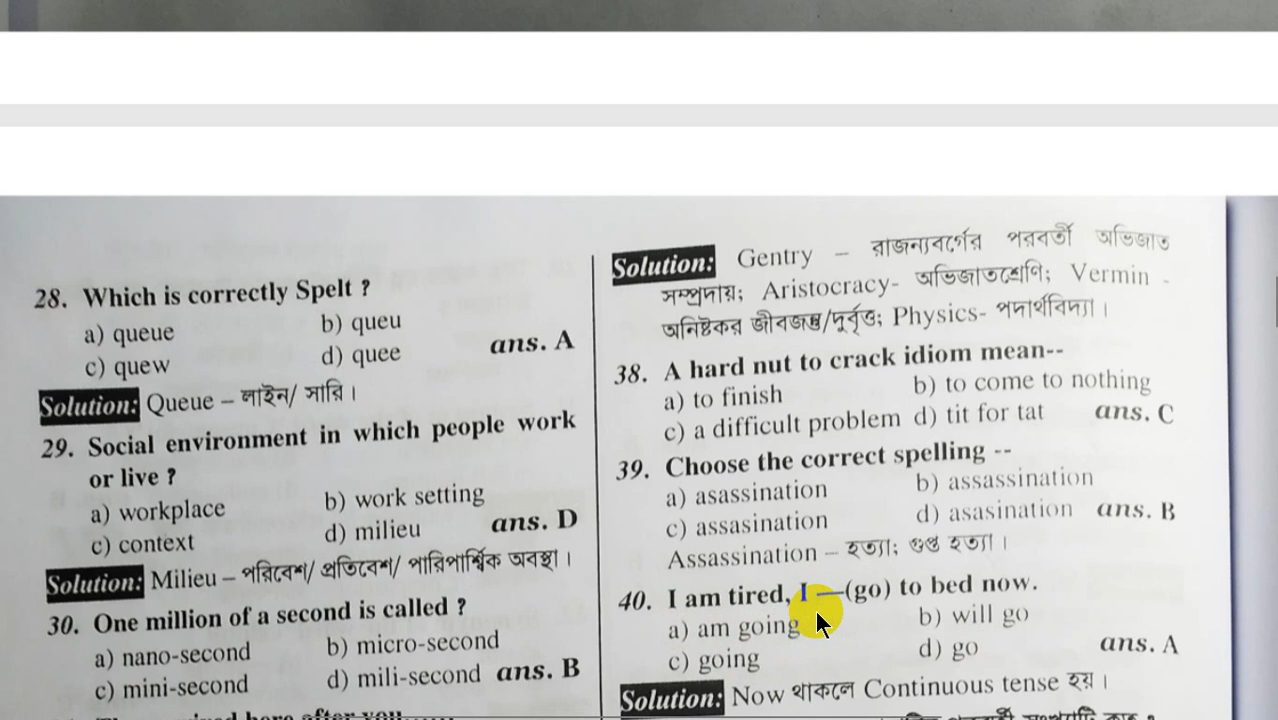 28. Which is correctly Spelt ?
a) queue b) queu
c) quew d) quee ans. A
Solution: Queue – লাইন/ সারি।
29. Social environment in which people work
or live ?
a) workplace b) work setting
c) context d) milieu ans. D
Solution: Milieu – পরিবেশ/ প্রতিবেশ/ পারিপার্শ্বিক অবস্থা।
30. One million of a second is called ?
a) nano-second b) micro-second
c) mini-second d) mili-second ans. B
Solution: Gentry – রাজন্যবর্গের পরবর্তী অভিজাত
সম্প্রদায়; Aristocracy- অভিজাতশ্রেণি; Vermin -
অনিষ্টকর জীবজন্তু/দুর্বৃত্ত; Physics- পদার্থবিদ্যা।
38. A hard nut to crack idiom mean--
a) to finish b) to come to nothing
c) a difficult problem d) tit for tat ans. C
39. Choose the correct spelling --
a) asassination b) assassination
c) assasination d) asasination ans. B
Assassination – হত্যা; গুপ্ত হত্যা।
40. I am tired, I —(go) to bed now.
a) am going b) will go
c) going d) go ans. A
Solution: Now থাকলে Continuous tense হয়।